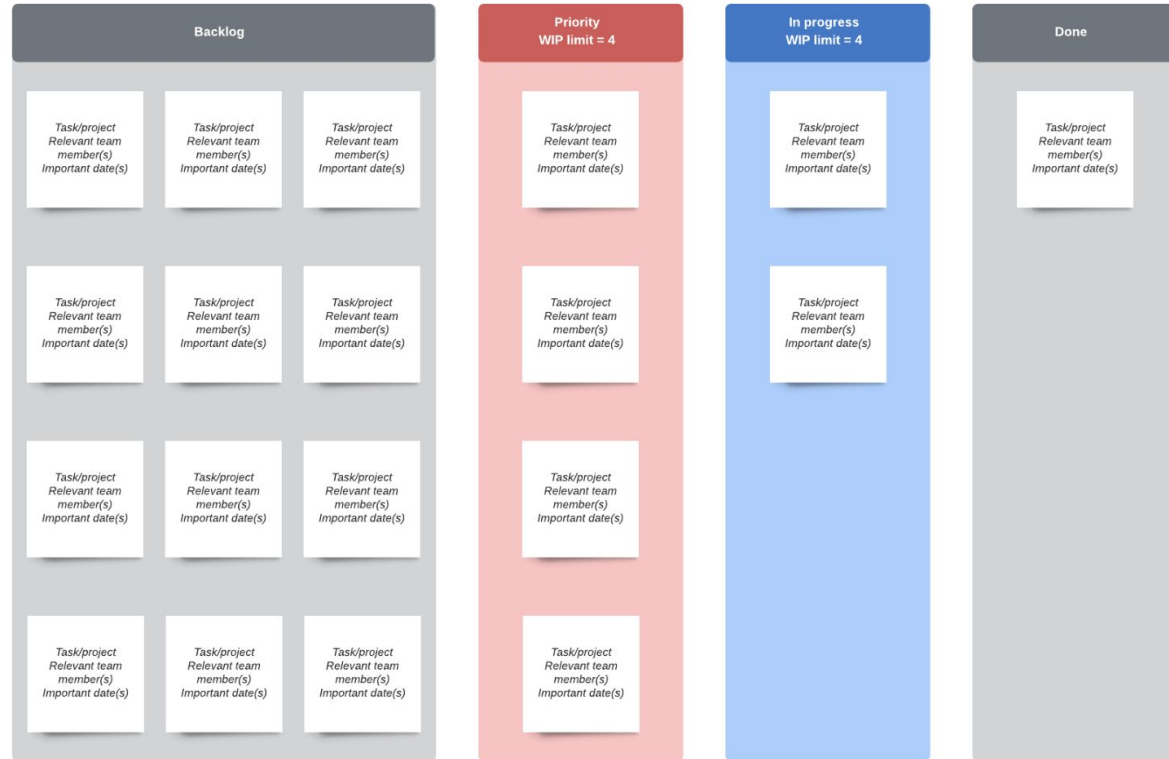 Backlog
Priority
WIP limit = 4
In progress
WIP limit = 4
Done
Task/project
Relevant team
member(s)
Important date(s)
Task/project
Relevant team
member(s)
Important date(s)
Task/project
Relevant team
member(s)
Important date(s)
Task/project
Relevant team
member(s)
Important date(s)
Task/project
Relevant team
member(s)
Important date(s)
Task/project
Relevant team
member(s)
Important date(s)
Task/project
Relevant team
member(s)
Important date(s)
Task/project
Relevant team
member(s)
Important date(s)
Task/project
Relevant team
member(s)
Important date(s)
Task/project
Relevant team
member(s)
Important date(s)
Task/project
Relevant team
member(s)
Important date(s)
Task/project
Relevant team
member(s)
Important date(s)
Task/project
Relevant team
member(s)
Important date(s)
Task/project
Relevant team
member(s)
Important date(s)
Task/project
Relevant team
member(s)
Important date(s)
Task/project
Relevant team
member(s)
Important date(s)
Task/project
Relevant team
member(s)
Important date(s)
Task/project
Relevant team
member(s)
Important date(s)
Task/project
Relevant team
member(s)
Important date(s)